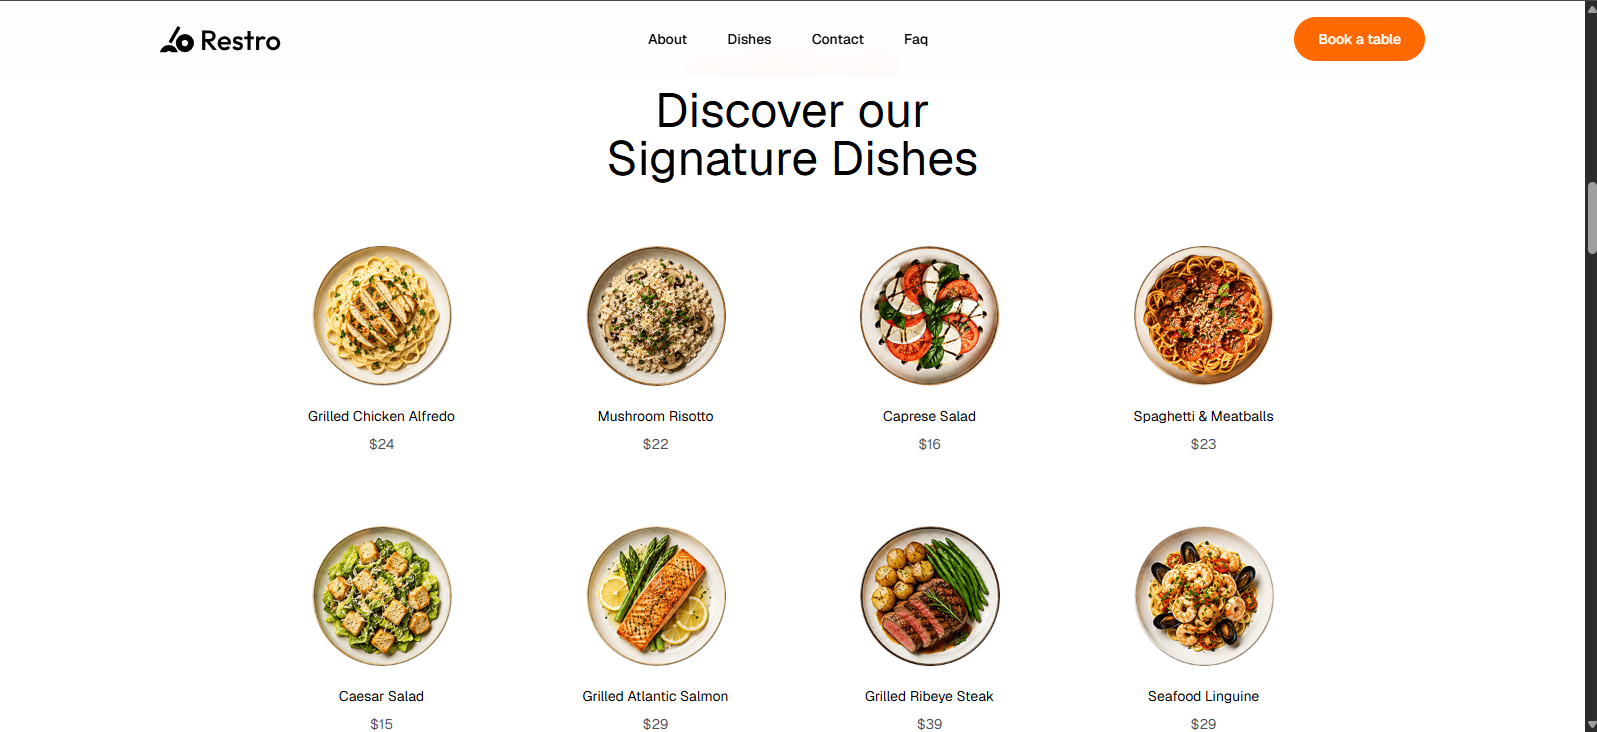 Restro
About
Dishes
Contact
Faq
Book a table
Discover our
Signature Dishes
Grilled Chicken Alfredo
$24
Mushroom Risotto
$22
Caprese Salad
$16
Spaghetti & Meatballs
$23
Caesar Salad
$15
Grilled Atlantic Salmon
$29
Grilled Ribeye Steak
$39
Seafood Linguine
$29